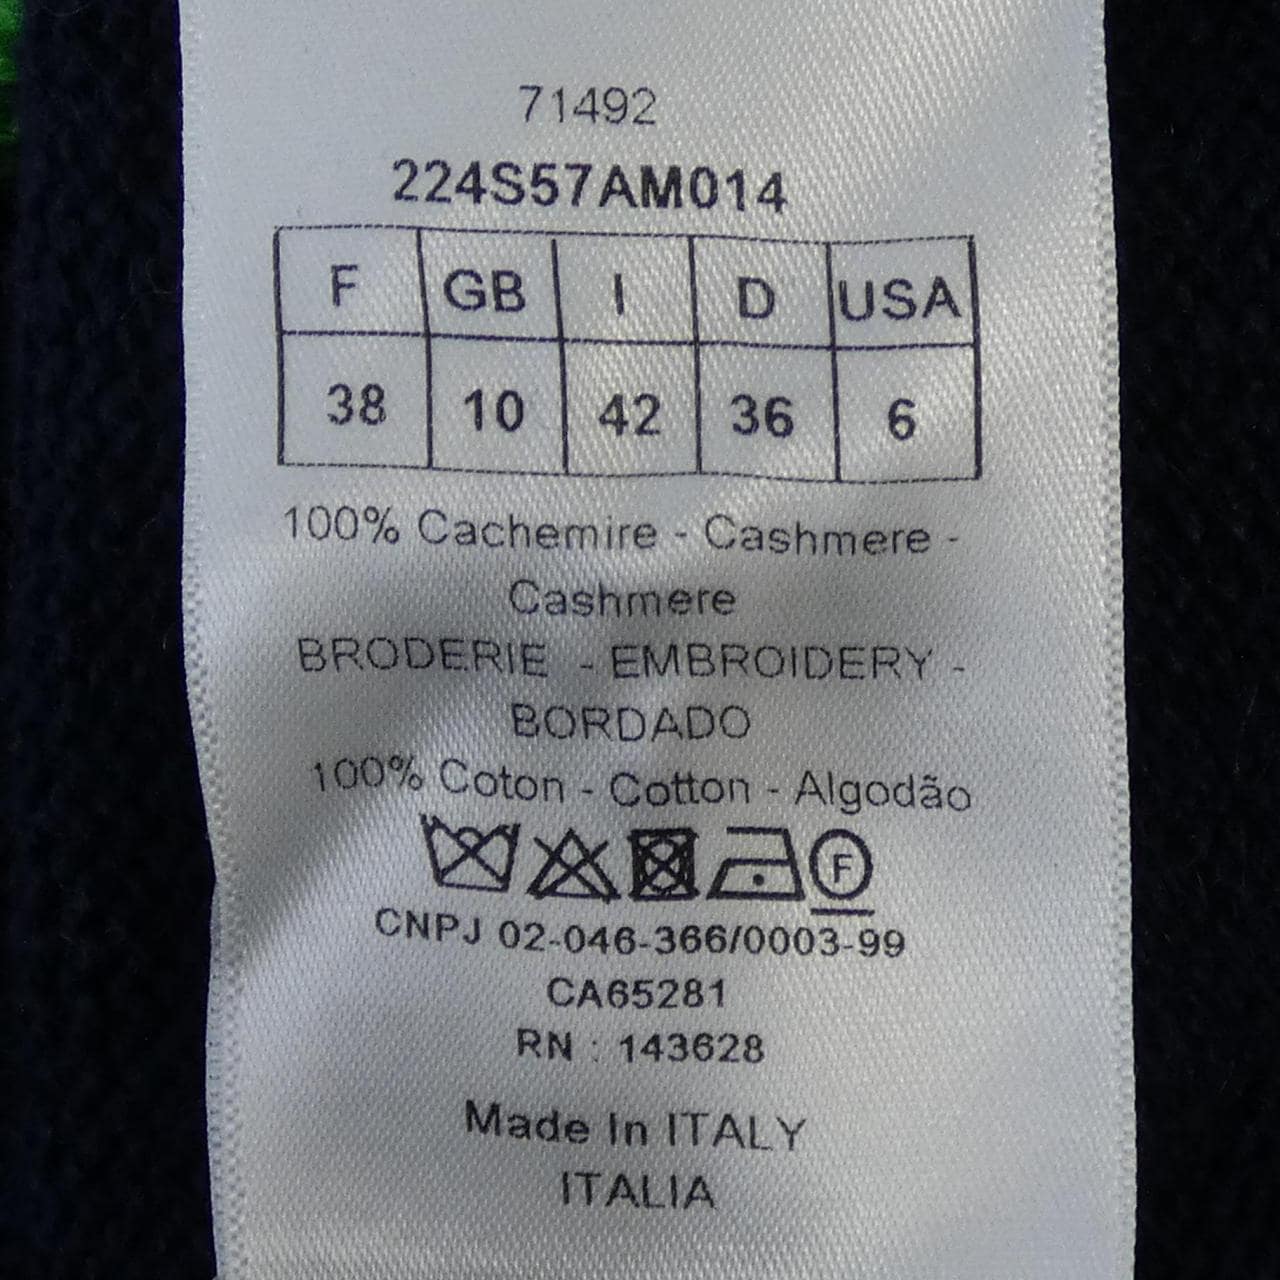 71492
224S57AM014
F GB I D USA
38 10 42 36 6
100% Cachemire - Cashmere -
Cashmere
BRODERIE - EMBROIDERY -
BORDADO
100% Coton - Cotton - Algodão
F
CNPJ 02-046-366/0003-99
CA65281
RN : 143628
Made In ITALY
ITALIA